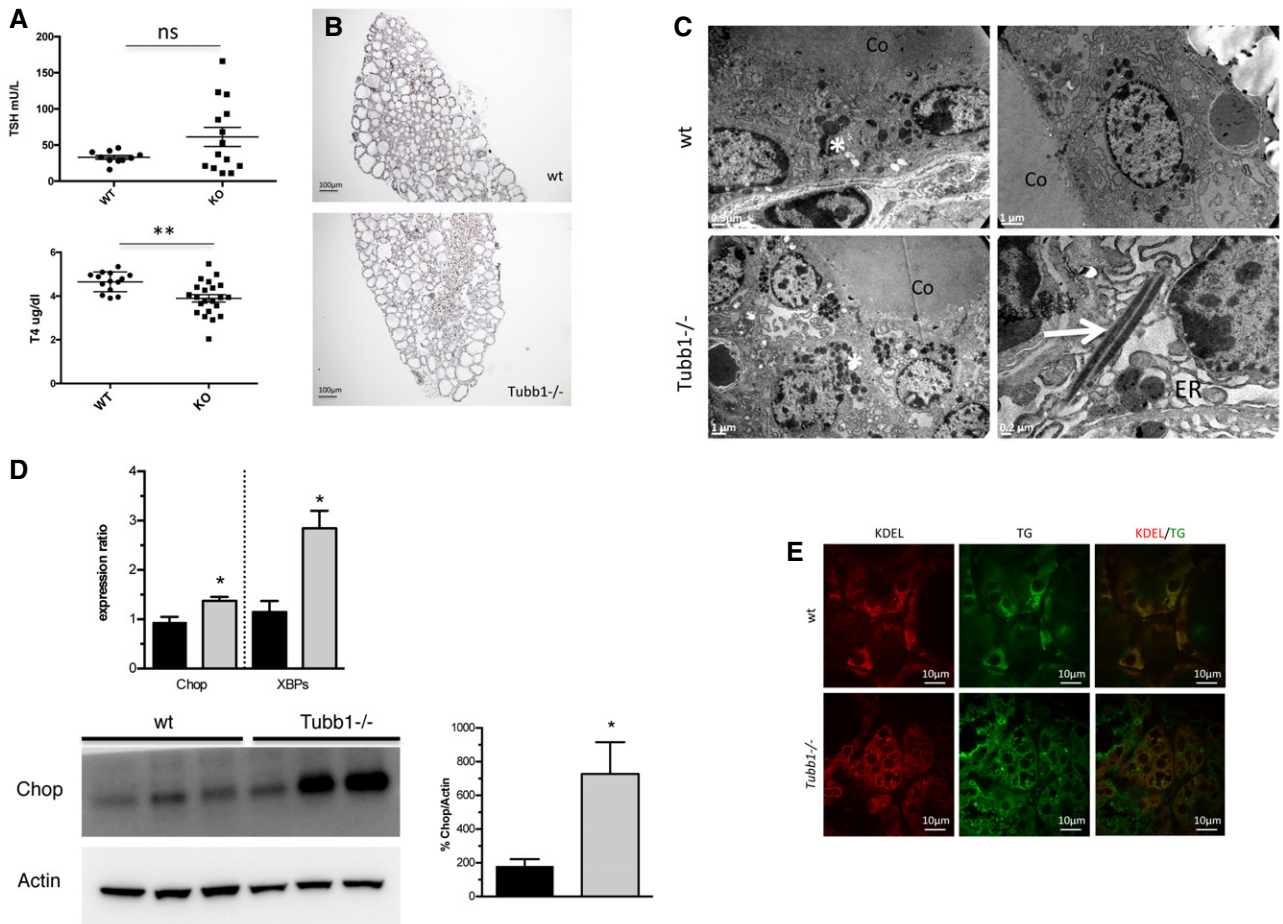 A
ns
200
150
100
50
0
TSH mU/L
WT
KO
**
6
4
2
0
T4 ug/dl
WT
KO
B
100µm
wt
100µm
Tubb1-/-
C
wt
Co
0.5µm
Co
1 µm
Tubb1-/-
Co
*
1 µm
ER
0.2 µm
D
4
3
2
1
0
expression ratio
*
*
Chop
XBPs
wt
Tubb1-/-
Chop
Actin
1000
800
600
400
200
0
% Chop/Actin
*
E
KDEL
TG
KDEL/TG
wt
10µm
10µm
10µm
Tubb1-/-
10µm
10µm
10µm